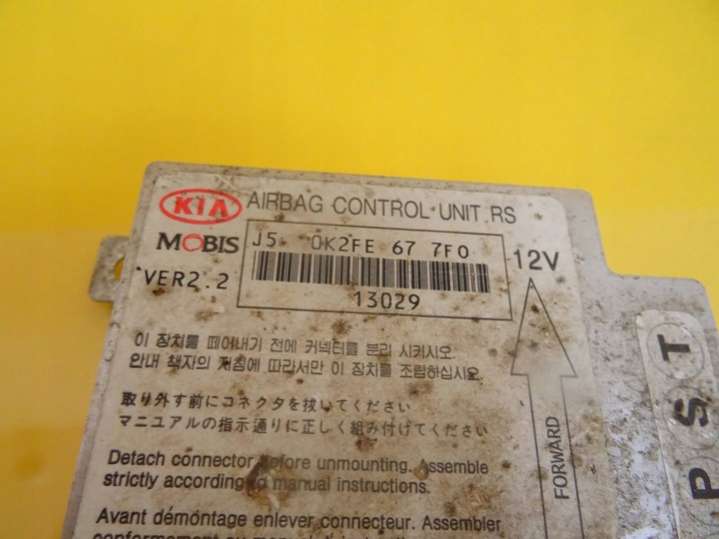 KIA AIRBAG CONTROL UNIT RS
MOBIS J5 0K2FE 67 7F0
VER2.2
13029
12V
이 장치를 떼어내기 전에 커넥터를 분리 시키시오.
안내 책자의 지침에 따라서만 이 장치를 조립하십시오.
取り外す前にコネクタを抜いてください
マニュアルの指示通りに正しく組み付けてください
Detach connector before unmounting. Assemble
strictly according to manual instructions.
Avant démontage enlever connecteur. Assembler
conformement au
FORWARD
P S T